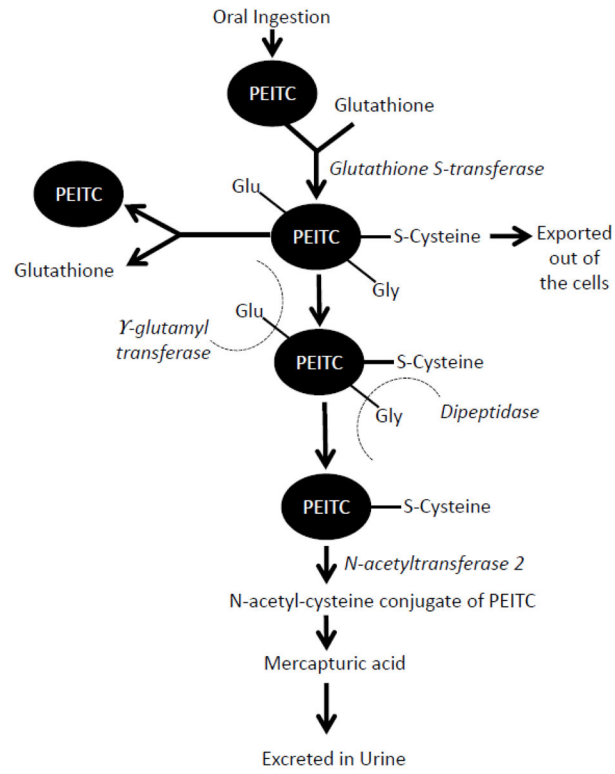 Oral Ingestion
PEITC
Glutathione
Glutathione S-transferase
Glu
PEITC
PEITC
S-Cysteine
Exported
out of
the cells
Glutathione
Gly
Glu
ϒ-glutamyl
transferase
PEITC
S-Cysteine
Gly
Dipeptidase
PEITC
S-Cysteine
N-acetyltransferase 2
N-acetyl-cysteine conjugate of PEITC
Mercapturic acid
Excreted in Urine